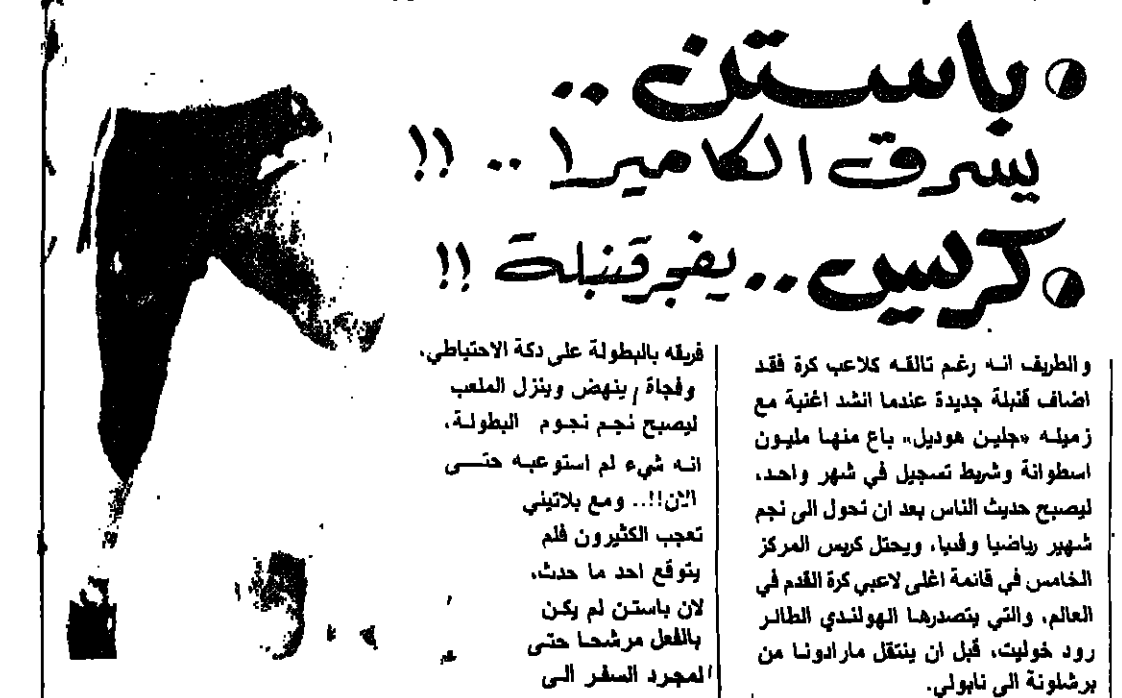 باستن ..
يسرق الكاميرا .. !!
كريس .. يفجر قنبلة !!
والطريف انه رغم تالقه كلاعب كرة فقد
اضاف قنبلة جديدة عندما انشد اغنية مع
زميله «جلين هوديل» باع منها مليون
اسطوانة وشريط تسجيل في شهر واحد،
ليصبح حديث الناس بعد ان تحول الى نجم
شهير رياضيا وفنيا، ويحتل كريس المركز
الخامس في قائمة اغلى لاعبي كرة القدم في
العالم، والتي يتصدرها الهولندي الطائر
رود خوليت، قبل ان ينتقل مارادونا من
برشلونة الى نابولي.
فريقه بالبطولة على دكة الاحتياطي،
وفجاة ينهض وينزل الملعب
ليصبح نجم نجوم البطولة،
انه شيء لم استوعبه حتى
الان!!.. ومع بلاتيني
تعجب الكثيرون فلم
يتوقع احد ما حدث،
لان باستن لم يكن
بالفعل مرشحا حتى
لمجرد السفر الى